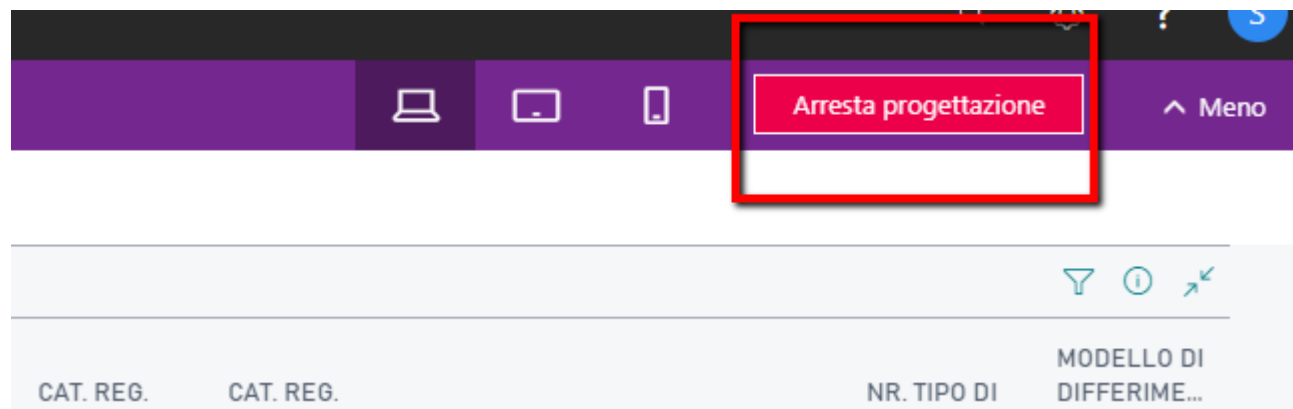 ? S
Arresta progettazione Meno
MODELLO DI
CAT. REG. CAT. REG. NR. TIPO DI DIFFERIME...